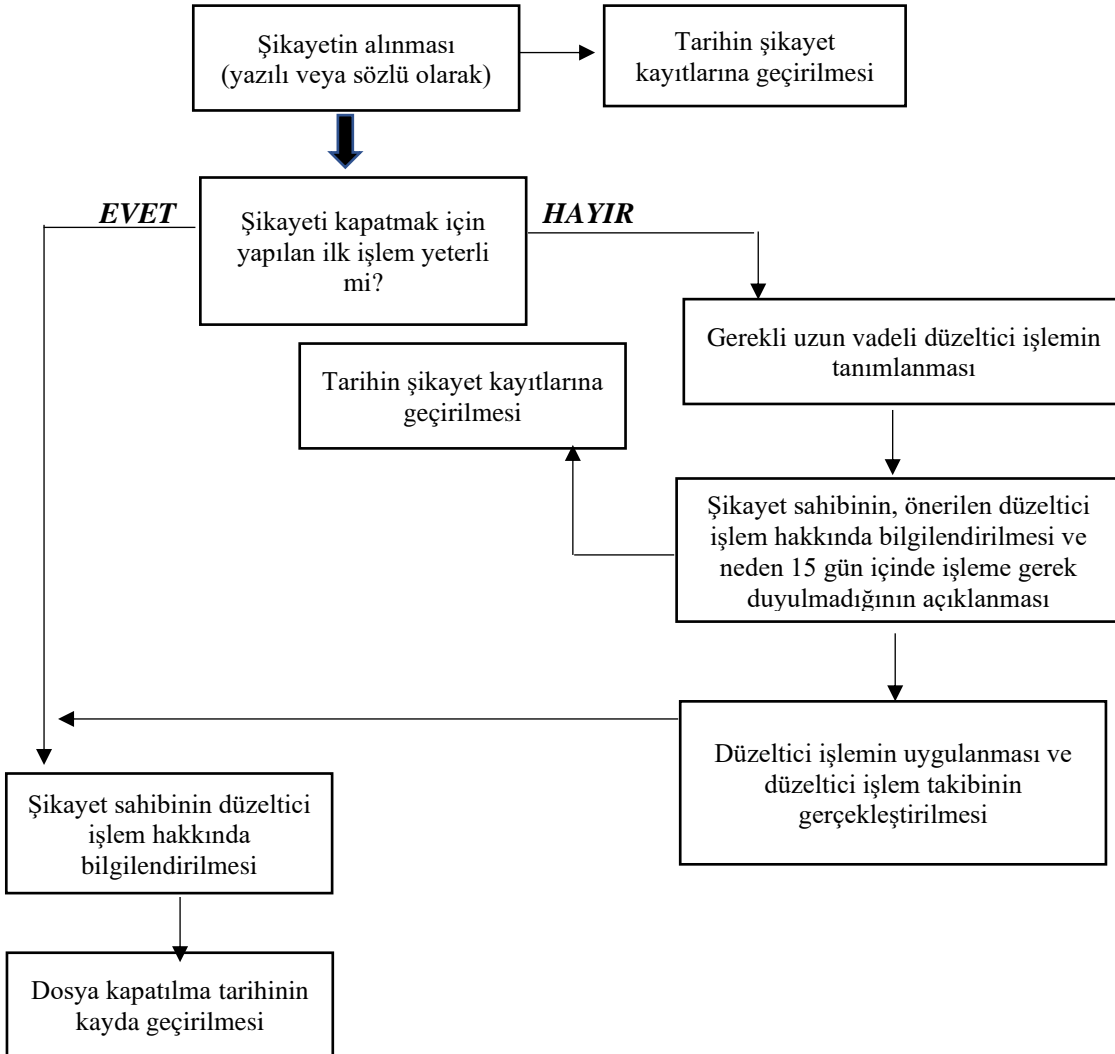 Şikayetin alınması
(yazılı veya sözlü olarak)
Tarihin şikayet
kayıtlarına geçirilmesi
EVET
Şikayeti kapatmak için
yapılan ilk işlem yeterli
mi?
HAYIR
Gerekli uzun vadeli düzeltici işlemin
tanımlanması
Tarihin şikayet kayıtlarına
geçirilmesi
Şikayet sahibinin, önerilen düzeltici
işlem hakkında bilgilendirilmesi ve
neden 15 gün içinde işleme gerek
duyulmadığının açıklanması
Düzeltici işlemin uygulanması ve
düzeltici işlem takibinin
gerçekleştirilmesi
Şikayet sahibinin düzeltici
işlem hakkında
bilgilendirilmesi
Dosya kapatılma tarihinin
kayda geçirilmesi